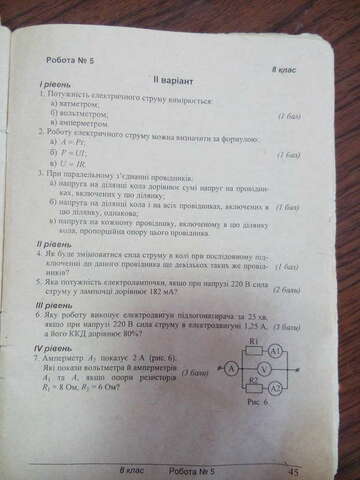 Робота № 5
8 клас
II варіант
I рівень
1. Потужність електричного струму вимірюється:
а) ватметром;
б) вольтметром;
(1 бал)
в) амперметром.
2. Роботу електричного струму можна визначити за формулою:
а) A = Pt;
б) P = UI;
(1 бал)
в) U = IR.
3. При паралельному з'єднанні провідників:
а) напруга на ділянці кола дорівнює сумі напруг на провідни-
ках, включених у цю ділянку;
б) напруга на ділянці кола і на всіх провідниках, включених в
цю ділянку, однакова;
(1 бал)
в) напруга на кожному провіднику, включеному в цю ділянку
кола, пропорційна опору цього провідника.
II рівень
4. Як буде змінюватися сила струму в колі при послідовному під-
ключенні до даного провідника ще декількох таких же провід-
ників?
(1 бал)
5. Яка потужність електролампочки, якщо при напрузі 220 В сила
струму у лампочці дорівнює 182 мА?
(2 бали)
III рівень
6. Яку роботу виконує електродвигун підлогонатирача за 25 хв,
якщо при напрузі 220 В сила струму в електродвигуні 1,25 А,
(3 бали)
а його ККД дорівнює 80%?
IV рівень
7. Амперметр A₂ показує 2 А (рис. 6).
Які покази вольтметра й амперметрів
(3 бали)
A₁ та A, якщо опори резисторів
R₁ = 8 Ом, R₂ = 6 Ом?
R1
A1
A
V
R2
A2
Рис. 6.
8 клас
Робота № 5
45